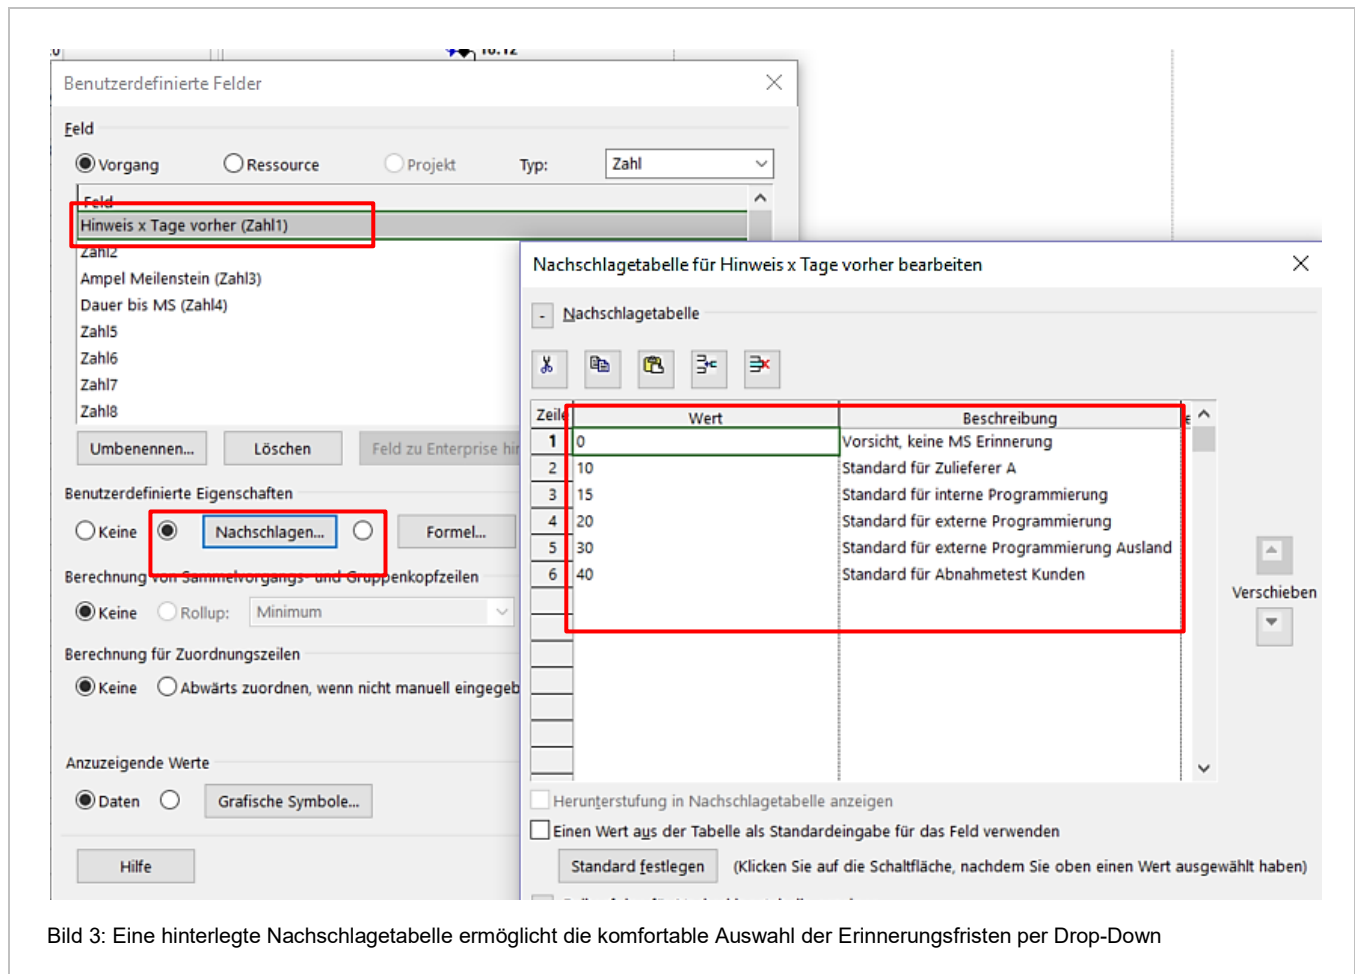 Benutzerdefinierte Felder
Feld
Vorgang Ressource Projekt Typ: Zahl
Feld
Hinweis x Tage vorher (Zahl1)
Zahl2
Ampel Meilenstein (Zahl3)
Dauer bis MS (Zahl4)
Zahl5
Zahl6
Zahl7
Zahl8
Umbenennen... Löschen Feld zu Enterprise
Benutzerdefinierte Eigenschaften
Keine Nachschlagen... Formel...
Berechnung von Sammelvorgangs- und Gruppenkopfzeilen
Keine Rollup: Minimum
Berechnung für Zuordnungszeilen
Keine Abwärts zuordnen, wenn nicht manuell eingegeb
Anzuzeigende Werte
Daten Grafische Symbole...
Hilfe
Nachschlagetabelle für Hinweis x Tage vorher bearbeiten
- Nachschlagetabelle
Zeile Wert Beschreibung
1 0 Vorsicht, keine MS Erinnerung
2 10 Standard für Zulieferer A
3 15 Standard für interne Programmierung
4 20 Standard für externe Programmierung
5 30 Standard für externe Programmierung Ausland
6 40 Standard für Abnahmetest Kunden
Verschieben
Herunterstufung in Nachschlagetabelle anzeigen
Einen Wert aus der Tabelle als Standardeingabe für das Feld verwenden
Standard festlegen (Klicken Sie auf die Schaltfläche, nachdem Sie oben einen Wert ausgewählt haben)
Bild 3: Eine hinterlegte Nachschlagetabelle ermöglicht die komfortable Auswahl der Erinnerungsfristen per Drop-Down